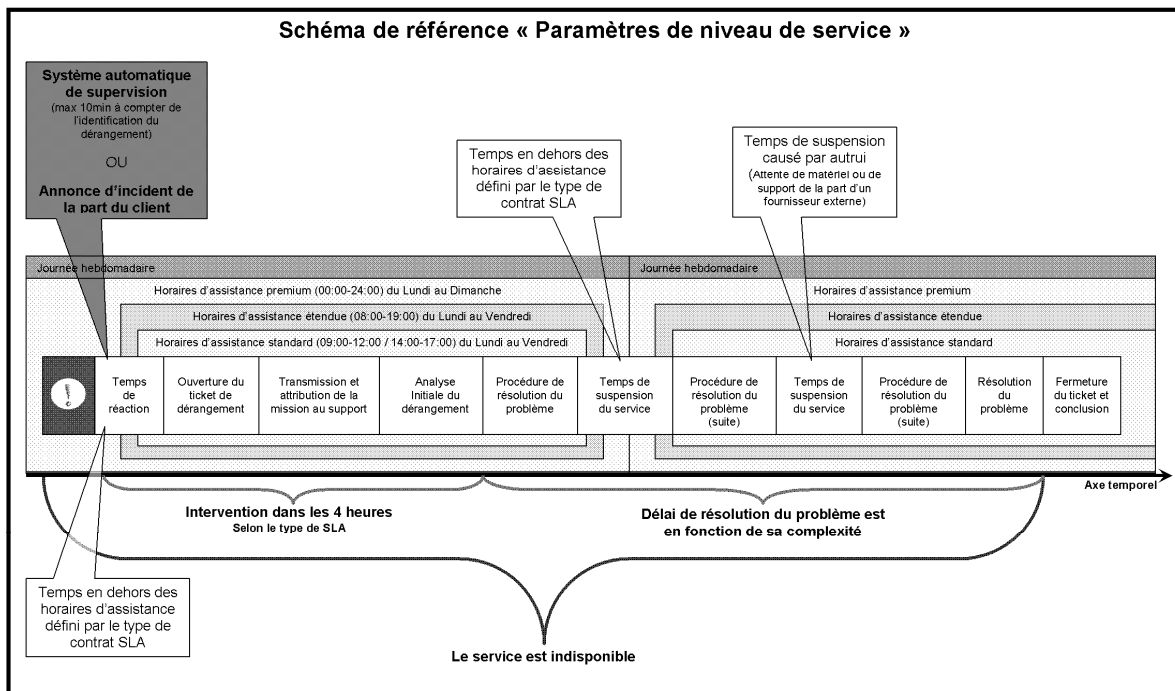 Schéma de référence « Paramètres de niveau de service »
Système automatique
de supervision
(max 10min à compter de
l'identification du
dérangement)
OU
Annonce d'incident de
la part du client
Temps en dehors des
horaires d'assistance
défini par le type de
contrat SLA
Temps de suspension
causé par autrui
(Attente de matériel ou de
support de la part d'un
fournisseur externe)
Journée hebdomadaire
Journée hebdomadaire
Horaires d'assistance premium (00:00-24:00) du Lundi au Dimanche
Horaires d'assistance premium
Horaires d'assistance étendue (08:00-19:00) du Lundi au Vendredi
Horaires d'assistance étendue
Horaires d'assistance standard (09:00-12:00 / 14:00-17:00) du Lundi au Vendredi
Horaires d'assistance standard
!
Temps
de
réaction
Ouverture du
ticket de
dérangement
Transmission et
attribution de la
mission au support
Analyse
Initiale du
dérangement
Procédure de
résolution du
problème
Temps de
suspension
du service
Procédure de
résolution du
problème
(suite)
Temps de
suspension
du service
Procédure de
résolution du
problème
(suite)
Résolution
du
problème
Fermeture
du ticket et
conclusion
Axe temporel
Intervention dans les 4 heures
Selon le type de SLA
Délai de résolution du problème est
en fonction de sa complexité
Temps en dehors des
horaires d'assistance
défini par le type de
contrat SLA
Le service est indisponible